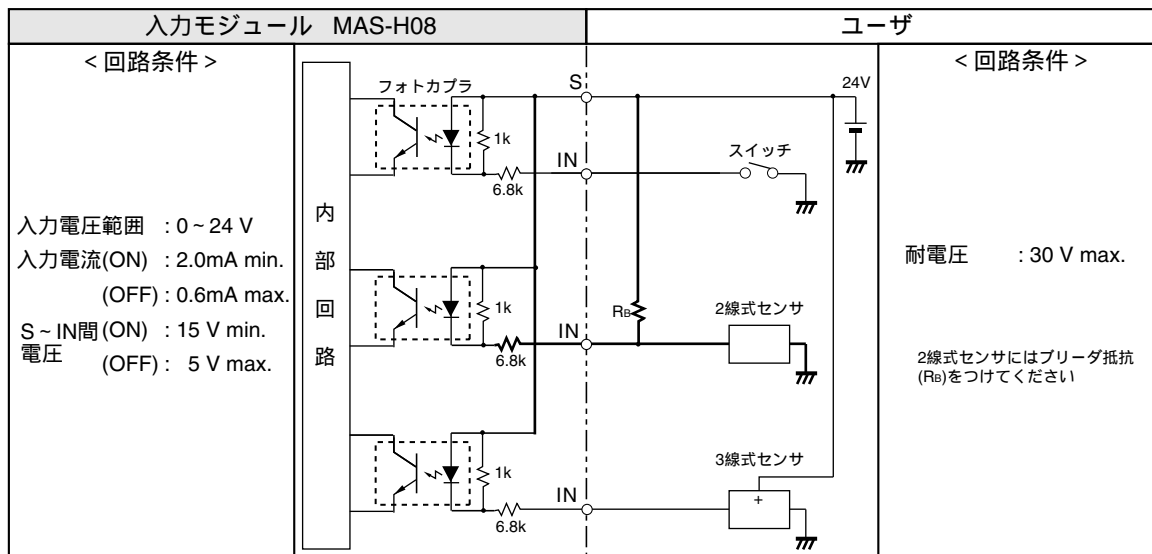 入力モジュール MAS-H08
ユーザ
< 回路条件 >
入力電圧範囲 : 0 ~ 24 V
入力電流(ON) : 2.0mA min.
(OFF) : 0.6mA max.
S ~ IN間 (ON) : 15 V min.
電圧
(OFF) : 5 V max.
内部回路
フォトカプラ
1k
6.8k
S
IN
24V
スイッチ
1k
6.8k
IN
RB
2線式センサ
1k
6.8k
IN
3線式センサ
+
< 回路条件 >
耐電圧 : 30 V max.
2線式センサにはブリーダ抵抗
(RB)をつけてください